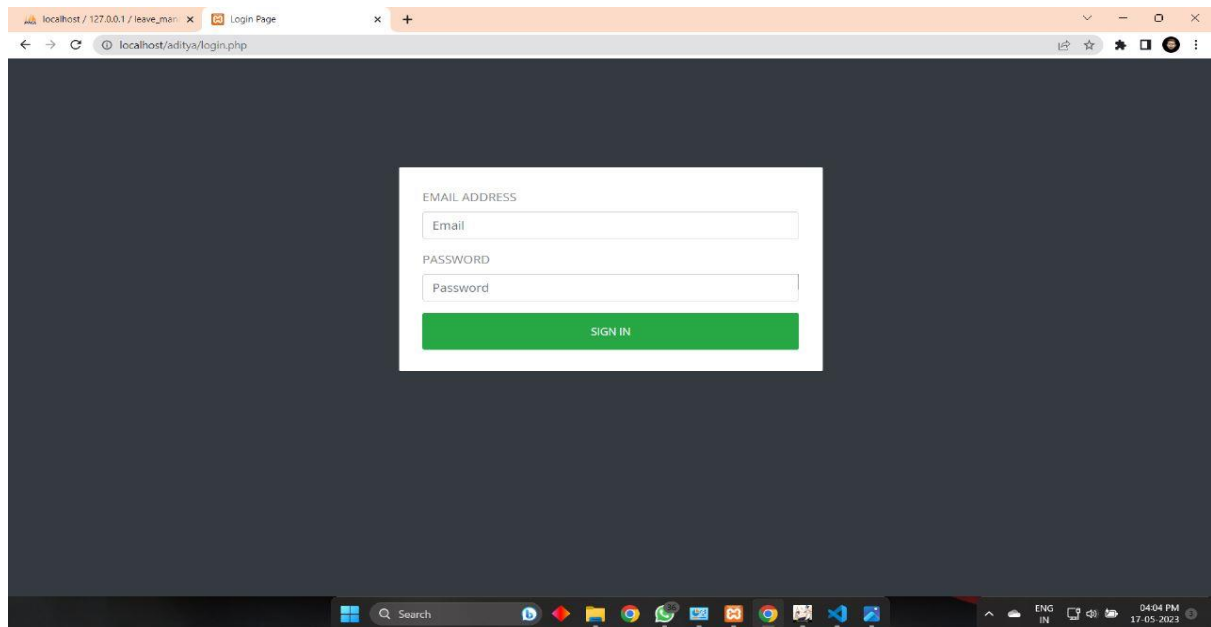 localhost / 127.0.0.1 / leave_man
Login Page
localhost/aditya/login.php
EMAIL ADDRESS
Email
PASSWORD
Password
SIGN IN
Search
ENG
IN
04:04 PM
17-05-2023